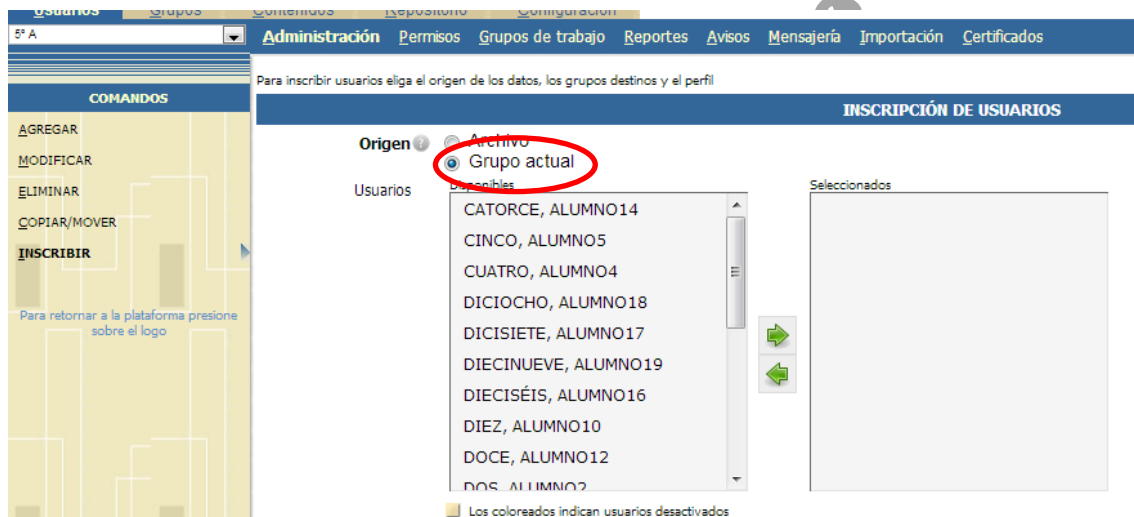 Usuarios Grupos Contenidos Repositorio Configuración
5° A
Administración Permisos Grupos de trabajo Reportes Avisos Mensajería Importación Certificados
Para inscribir usuarios eliga el origen de los datos, los grupos destinos y el perfil
COMANDOS
INSCRIPCIÓN DE USUARIOS
AGREGAR
MODIFICAR
ELIMINAR
COPIAR/MOVER
INSCRIBIR
Para retornar a la plataforma presione
sobre el logo
Origen
Archivo
Grupo actual
Usuarios
Disponibles
CATORCE, ALUMNO14
CINCO, ALUMNO5
CUATRO, ALUMNO4
DICIOCHO, ALUMNO18
DICISIETE, ALUMNO17
DIECINUEVE, ALUMNO19
DIECISÉIS, ALUMNO16
DIEZ, ALUMNO10
DOCE, ALUMNO12
DOS, ALUMNO2
Seleccionados
Los coloreados indican usuarios desactivados